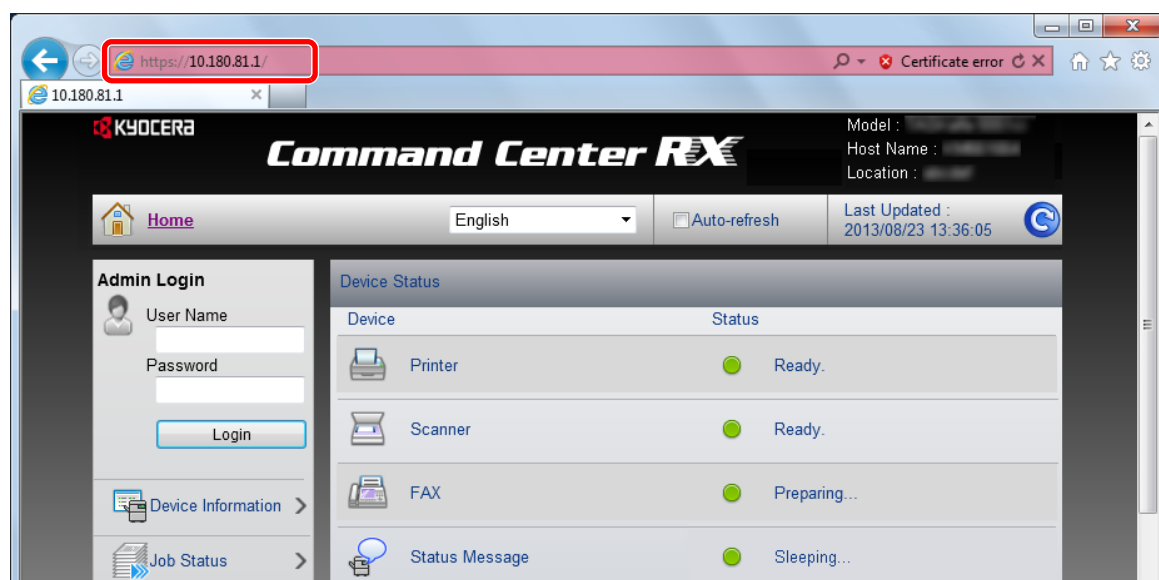 https://10.180.81.1/
Certificate error
10.180.81.1
KYOCERA
Command Center RX
Model :
Host Name :
Location :
Home
English
Auto-refresh
Last Updated :
2013/08/23 13:36:05
Admin Login
User Name
Password
Login
Device Information
Job Status
Device Status
Device Status
Printer Ready.
Scanner Ready.
FAX Preparing...
Status Message Sleeping...